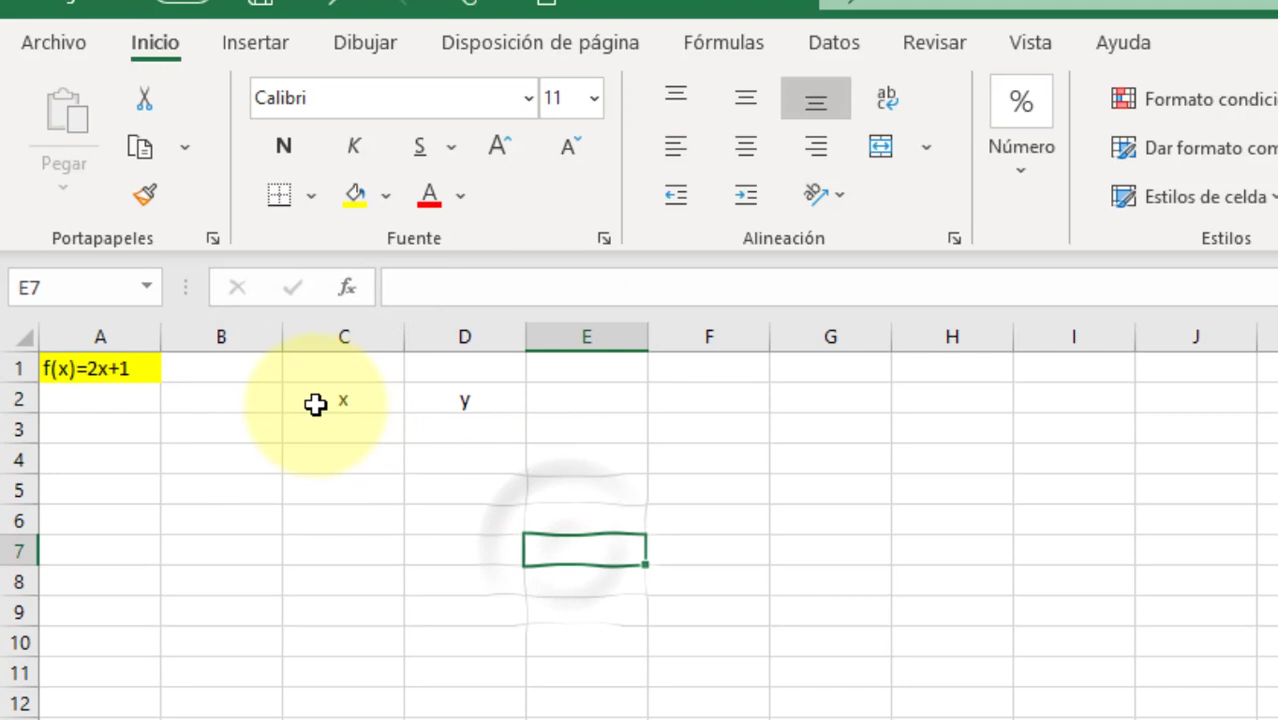 Archivo Inicio Insertar Dibujar Disposición de página Fórmulas Datos Revisar Vista Ayuda
Calibri 11 ab % Formato condici
Pegar N K S A A Número Dar formato com
A Estilos de celda
Portapapeles Fuente Alineación Estilos
E7 fx
A B C D E F G H I J
1 f(x)=2x+1
2 x y
3
4
5
6
7
8
9
10
11
12